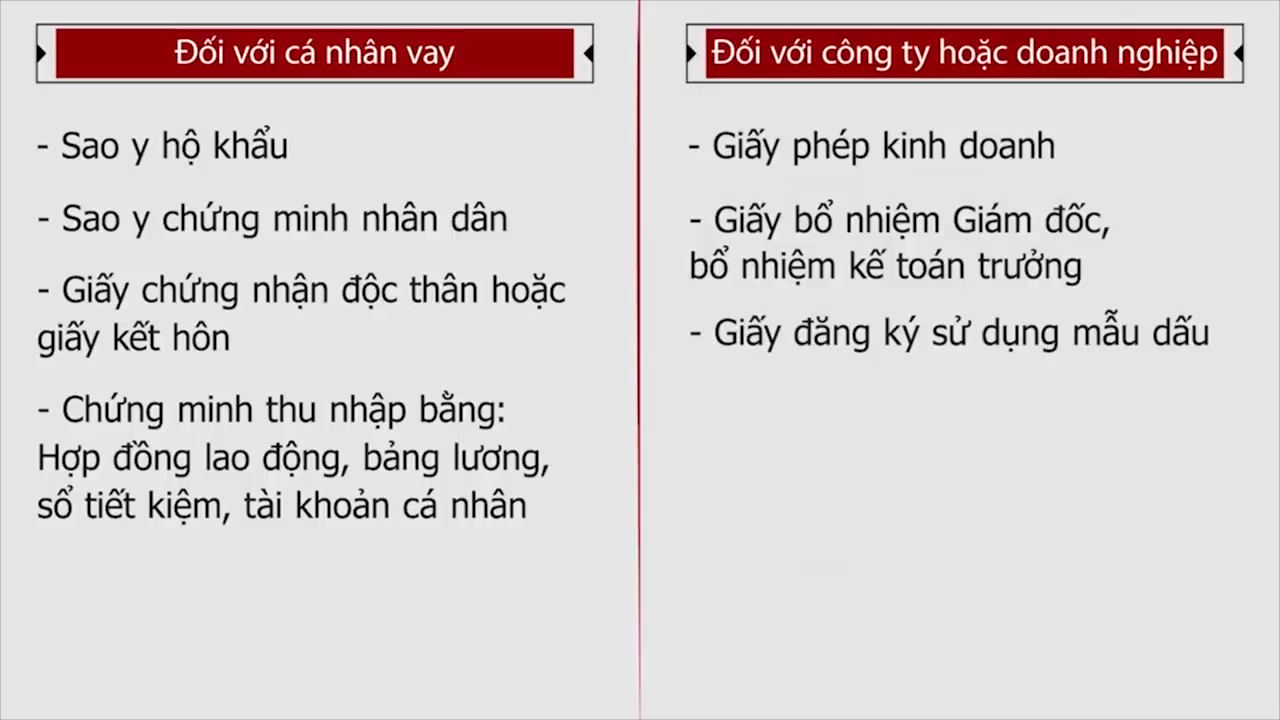 Đối với cá nhân vay
- Sao y hộ khẩu
- Sao y chứng minh nhân dân
- Giấy chứng nhận độc thân hoặc
giấy kết hôn
- Chứng minh thu nhập bằng:
Hợp đồng lao động, bảng lương,
sổ tiết kiệm, tài khoản cá nhân
Đối với công ty hoặc doanh nghiệp
- Giấy phép kinh doanh
- Giấy bổ nhiệm Giám đốc,
bổ nhiệm kế toán trưởng
- Giấy đăng ký sử dụng mẫu dấu